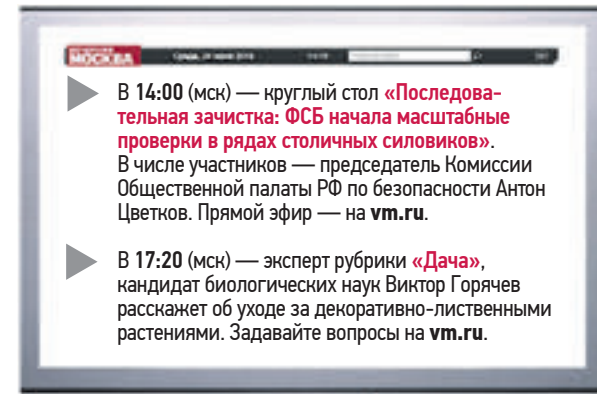 МОСКВА
В 14:00 (мск) — круглый стол «Последова-
тельная зачистка: ФСБ начала масштабные
проверки в рядах столичных силовиков».
В числе участников — председатель Комиссии
Общественной палаты РФ по безопасности Антон
Цветков. Прямой эфир — на vm.ru.
В 17:20 (мск) — эксперт рубрики «Дача»,
кандидат биологических наук Виктор Горячев
расскажет об уходе за декоративно-лиственными
растениями. Задавайте вопросы на vm.ru.